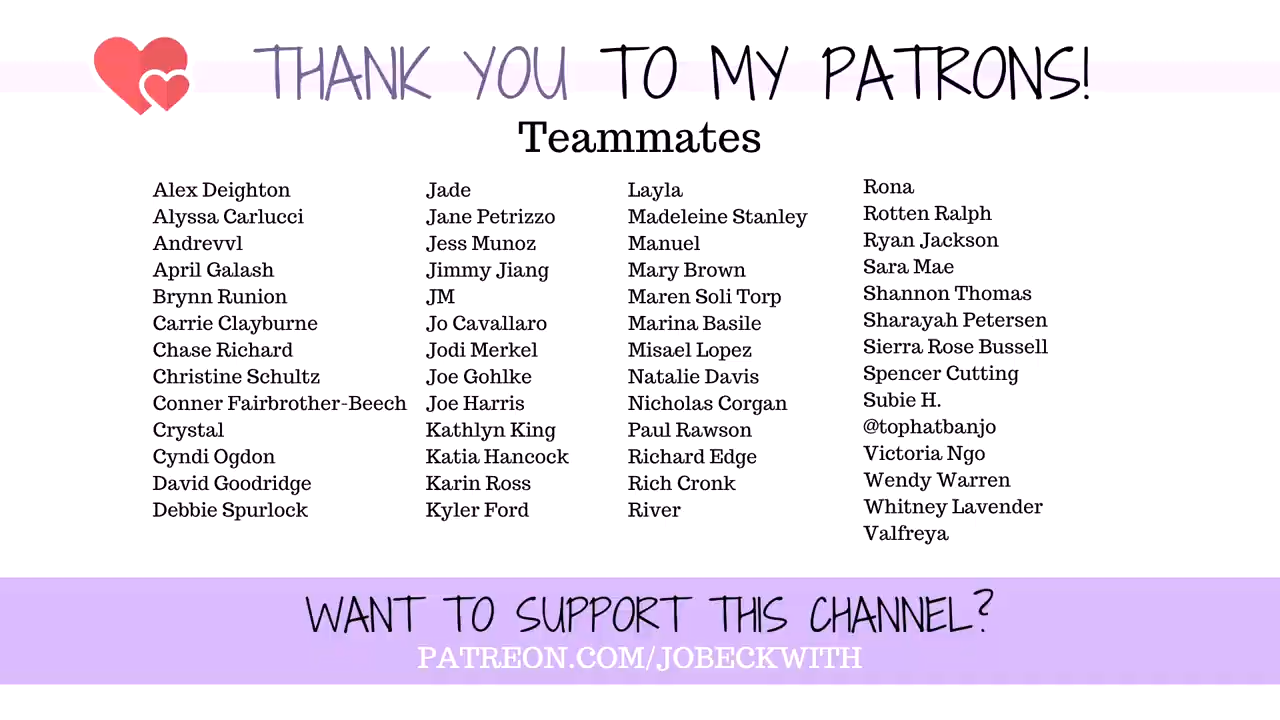 THANK YOU TO MY PATRONS!
Teammates
Alex Deighton
Alyssa Carlucci
Andrevvl
April Galash
Brynn Runion
Carrie Clayburne
Chase Richard
Christine Schultz
Conner Fairbrother-Beech
Crystal
Cyndi Ogdon
David Goodridge
Debbie Spurlock
Jade
Jane Petrizzo
Jess Munoz
Jimmy Jiang
JM
Jo Cavallaro
Jodi Merkel
Joe Gohlke
Joe Harris
Kathlyn King
Katia Hancock
Karin Ross
Kyler Ford
Layla
Madeleine Stanley
Manuel
Mary Brown
Maren Soli Torp
Marina Basile
Misael Lopez
Natalie Davis
Nicholas Corgan
Paul Rawson
Richard Edge
Rich Cronk
River
Rona
Rotten Ralph
Ryan Jackson
Sara Mae
Shannon Thomas
Sharayah Petersen
Sierra Rose Bussell
Spencer Cutting
Subie H.
@tophatbanjo
Victoria Ngo
Wendy Warren
Whitney Lavender
Valfreya
WANT TO SUPPORT THIS CHANNEL?
PATREON.COM/JOBECKWITH